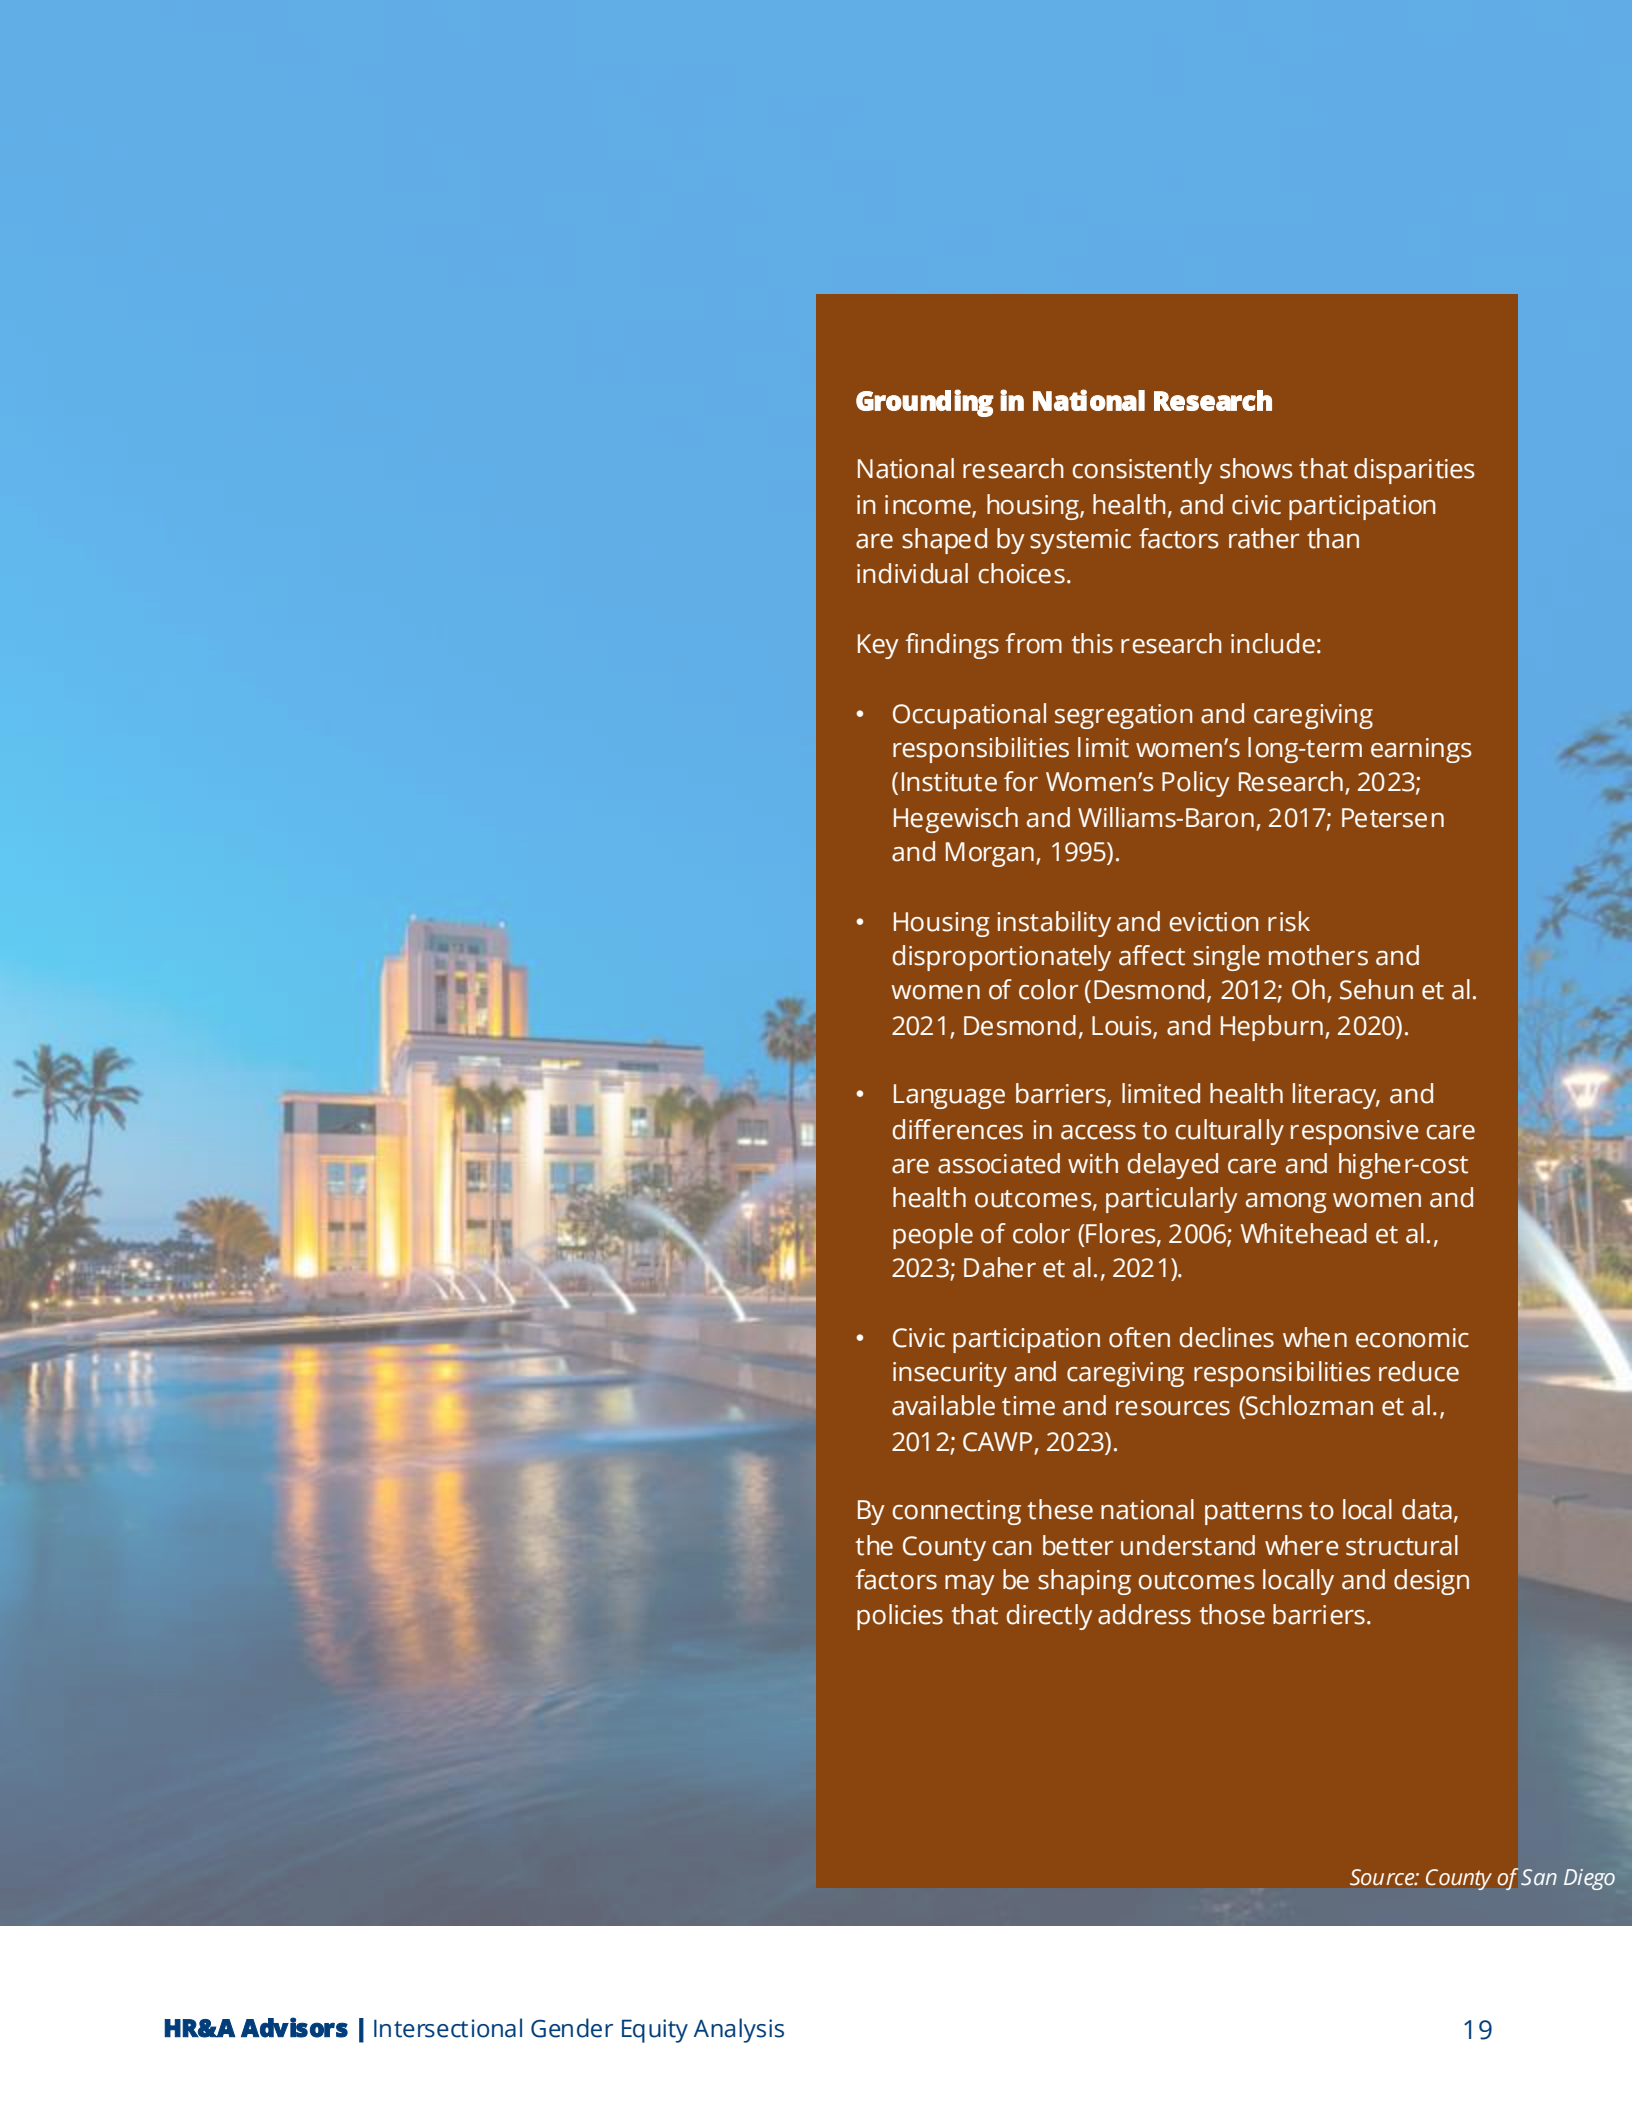 Grounding in National Research
National research consistently shows that disparities
in income, housing, health, and civic participation
are shaped by systemic factors rather than
individual choices.
Key findings from this research include:
• Occupational segregation and caregiving
responsibilities limit women’s long-term earnings
(Institute for Women’s Policy Research, 2023;
Hegewisch and Williams-Baron, 2017; Petersen
and Morgan, 1995).
• Housing instability and eviction risk
disproportionately affect single mothers and
women of color (Desmond, 2012; Oh, Sehun et al.
2021, Desmond, Louis, and Hepburn, 2020).
• Language barriers, limited health literacy, and
differences in access to culturally responsive care
are associated with delayed care and higher-cost
health outcomes, particularly among women and
people of color (Flores, 2006; Whitehead et al.,
2023; Daher et al., 2021).
• Civic participation often declines when economic
insecurity and caregiving responsibilities reduce
available time and resources (Schlozman et al.,
2012; CAWP, 2023).
By connecting these national patterns to local data,
the County can better understand where structural
factors may be shaping outcomes locally and design
policies that directly address those barriers.
Source: County of San Diego
HR&A Advisors | Intersectional Gender Equity Analysis
19